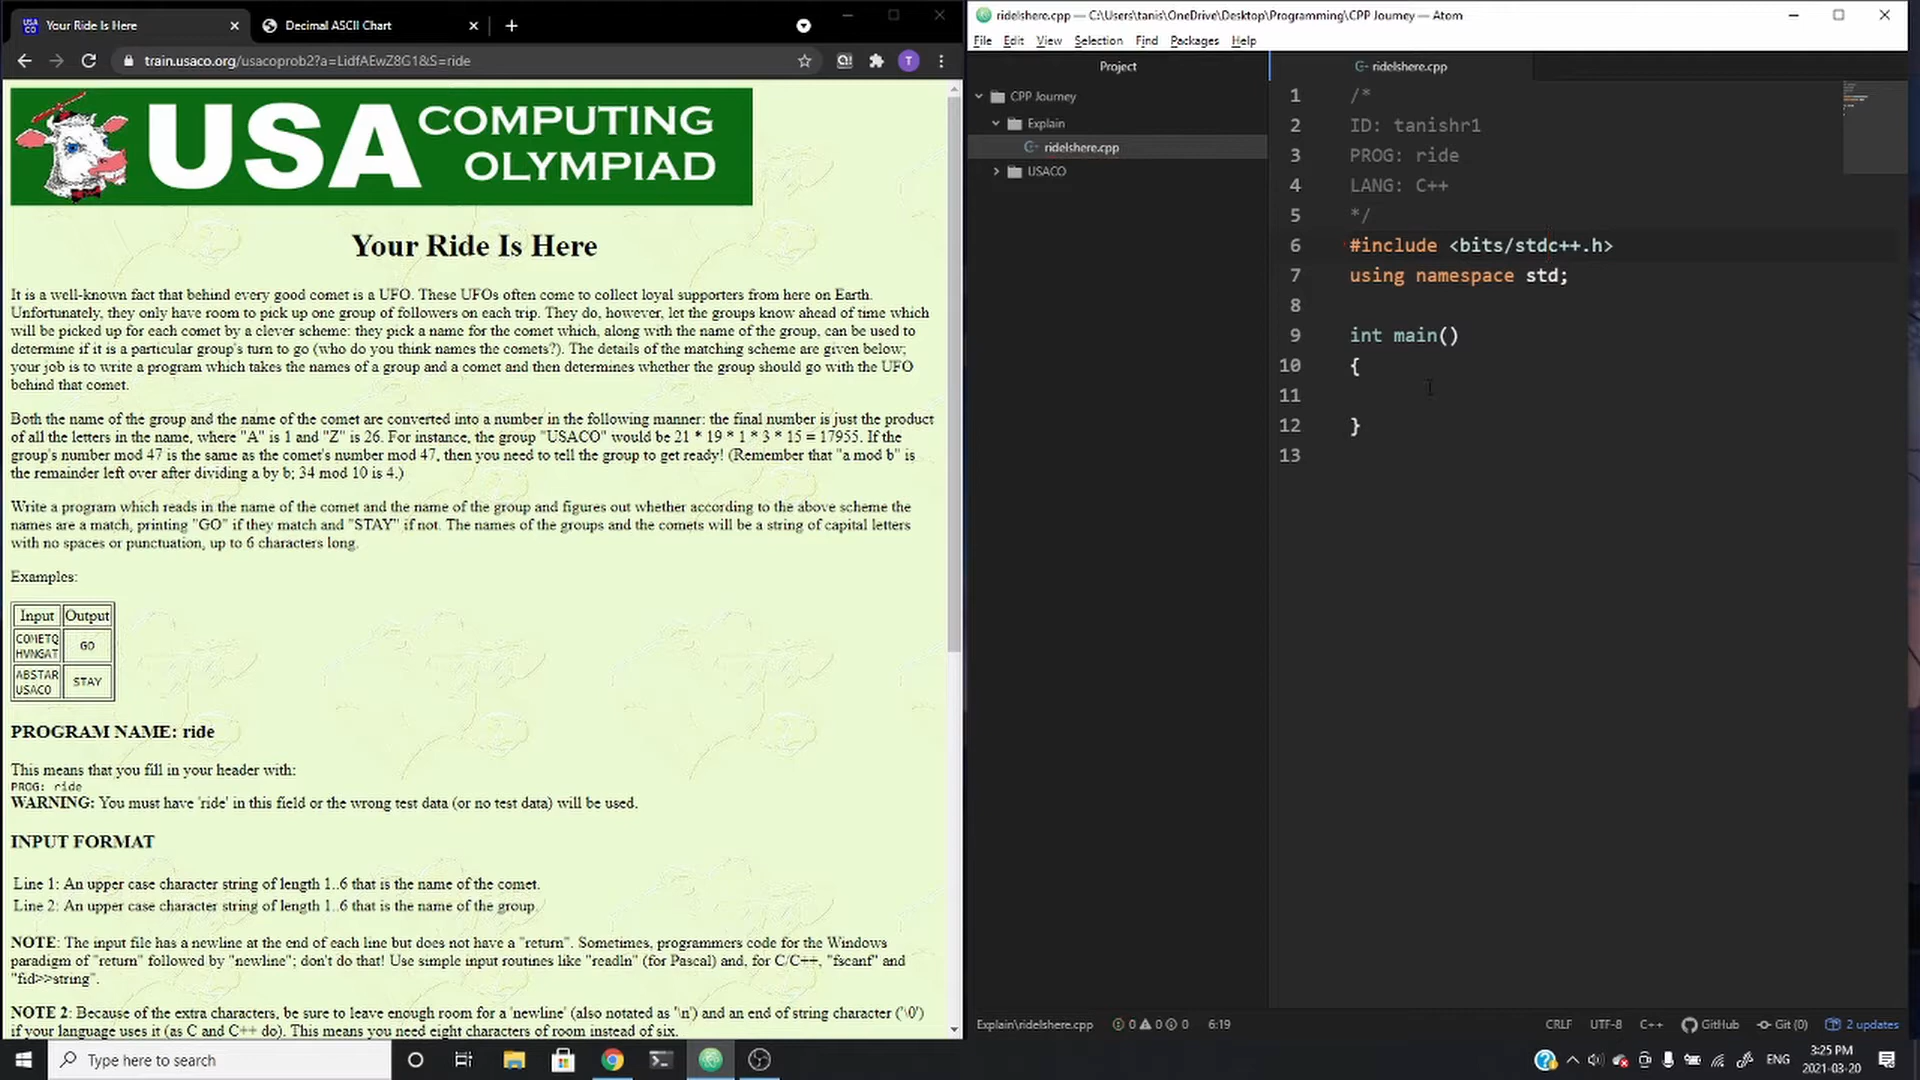 Your Ride Is Here
Decimal ASCII Chart
train.usaco.org/usacoprob2?a=LidfAEwZ8G1&S=ride
T
USA COMPUTING OLYMPIAD
Your Ride Is Here
It is a well-known fact that behind every good comet is a UFO. These UFOs often come to collect loyal supporters from here on Earth.
Unfortunately, they only have room to pick up one group of followers on each trip. They do, however, let the groups know ahead of time which
will be picked up for each comet by a clever scheme: they pick a name for the comet which, along with the name of the group, can be used to
determine if it is a particular group's turn to go (who do you think names the comets?). The details of the matching scheme are given below;
your job is to write a program which takes the names of a group and a comet and then determines whether the group should go with the UFO
behind that comet.
Both the name of the group and the name of the comet are converted into a number in the following manner: the final number is just the product
of all the letters in the name, where "A" is 1 and "Z" is 26. For instance, the group "USACO" would be 21 * 19 * 1 * 3 * 15 = 17955. If the
group's number mod 47 is the same as the comet's number mod 47, then you need to tell the group to get ready! (Remember that "a mod b" is
the remainder left over after dividing a by b; 34 mod 10 is 4.)
Write a program which reads in the name of the comet and the name of the group and figures out whether according to the above scheme the
names are a match, printing "GO" if they match and "STAY" if not. The names of the groups and the comets will be a string of capital letters
with no spaces or punctuation, up to 6 characters long.
Examples:
Input Output
COMETQ
HVNGAT
GO
ABSTAR
USACO
STAY
PROGRAM NAME: ride
This means that you fill in your header with:
PROG: ride
WARNING: You must have 'ride' in this field or the wrong test data (or no test data) will be used.
INPUT FORMAT
Line 1: An upper case character string of length 1..6 that is the name of the comet.
Line 2: An upper case character string of length 1..6 that is the name of the group.
NOTE: The input file has a newline at the end of each line but does not have a "return". Sometimes, programmers code for the Windows
paradigm of "return" followed by "newline"; don't do that! Use simple input routines like "readln" (for Pascal) and, for C/C++, "fscanf" and
"fid>>string".
NOTE 2: Because of the extra characters, be sure to leave enough room for a 'newline' (also notated as '\n') and an end of string character ('\0')
if your language uses it (as C and C++ do). This means you need eight characters of room instead of six.
rideIshere.cpp — C:\Users\tanis\OneDrive\Desktop\Programming\CPP Journey — Atom
File Edit View Selection Find Packages Help
Project
CPP Journey
Explain
rideIshere.cpp
USACO
rideIshere.cpp
1 /*
2 ID: tanishr1
3 PROG: ride
4 LANG: C++
5 */
6 #include <bits/stdc++.h>
7 using namespace std;
8
9 int main()
10 {
11
12 }
13
Explain\rideIshere.cpp 0 0 0 6:19 CRLF UTF-8 C++ GitHub Git (0) 2 updates
Type here to search
ENG
3:25 PM
2021-03-20